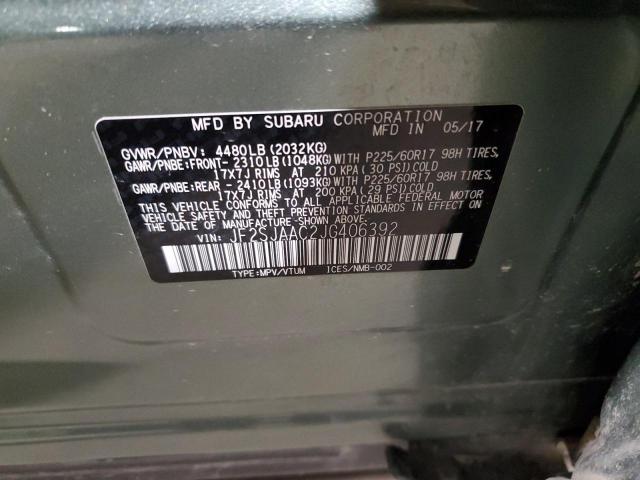 MFD BY SUBARU CORPORATION
MFD IN 05/17
GVWR/PNBV: 4480LB (2032KG)
GAWR/PNBE:FRONT- 2310LB (1048KG)WITH P225/60R17 98H TIRES,
17x7J RIMS AT 210 KPA (30 PSI)COLD
GAWR/PNBE:REAR -2410LB (1093KG)WITH P225/60R17 98H TIRES,
17X7J RIMS AT 200 KPA (29 PSI)COLD
THIS VEHICLE CONFORMS TO ALL APPLICABLE FEDERAL MOTOR
VEHICLE SAFETY AND THEFT PREVENTION STANDARDS IN EFFECT
ON THE DATE OF MANUFACTURE-SHOWN ABOVE.
VIN: JF2SJAAC2JG406392
TYPE:MPV/VTUM ICES/NMB-002